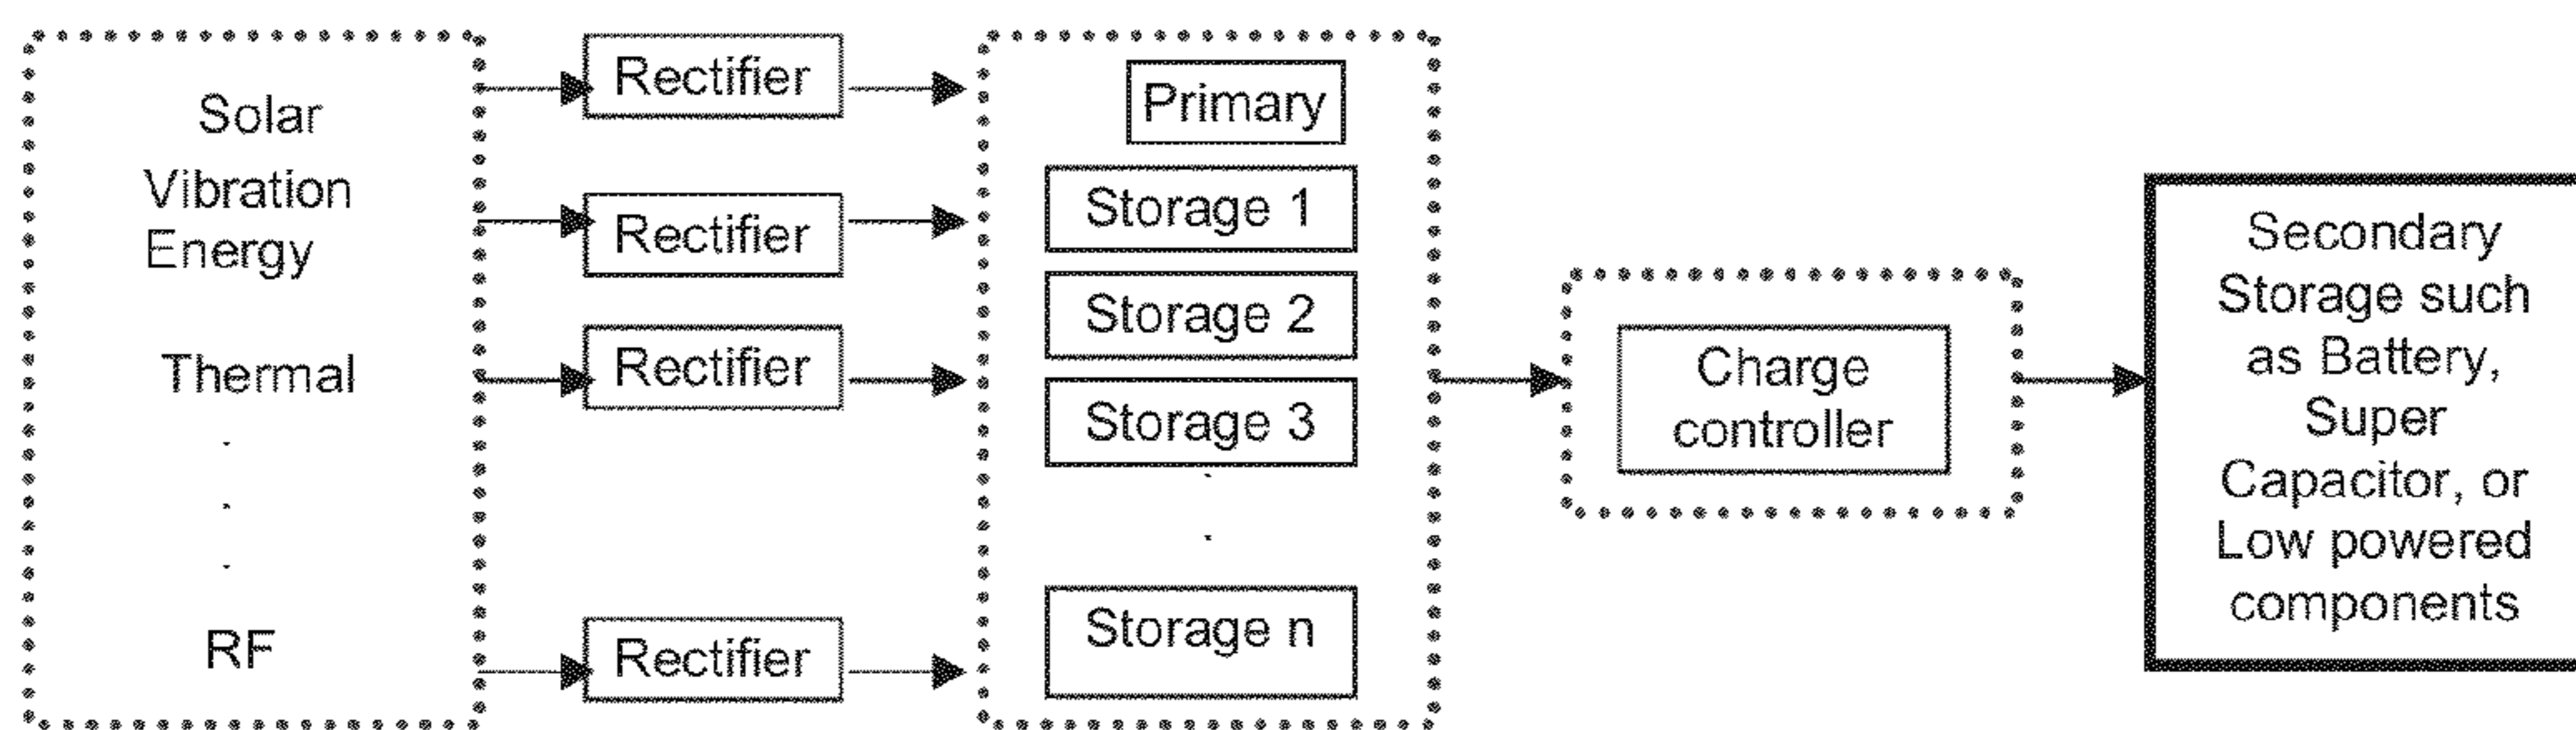 Solar
Vibration
Energy
Thermal
.
.
.
RF
Rectifier
Rectifier
Rectifier
Rectifier
Primary
Storage 1
Storage 2
Storage 3
.
.
Storage n
Charge
controller
Secondary
Storage such
as Battery,
Super
Capacitor, or
Low powered
components